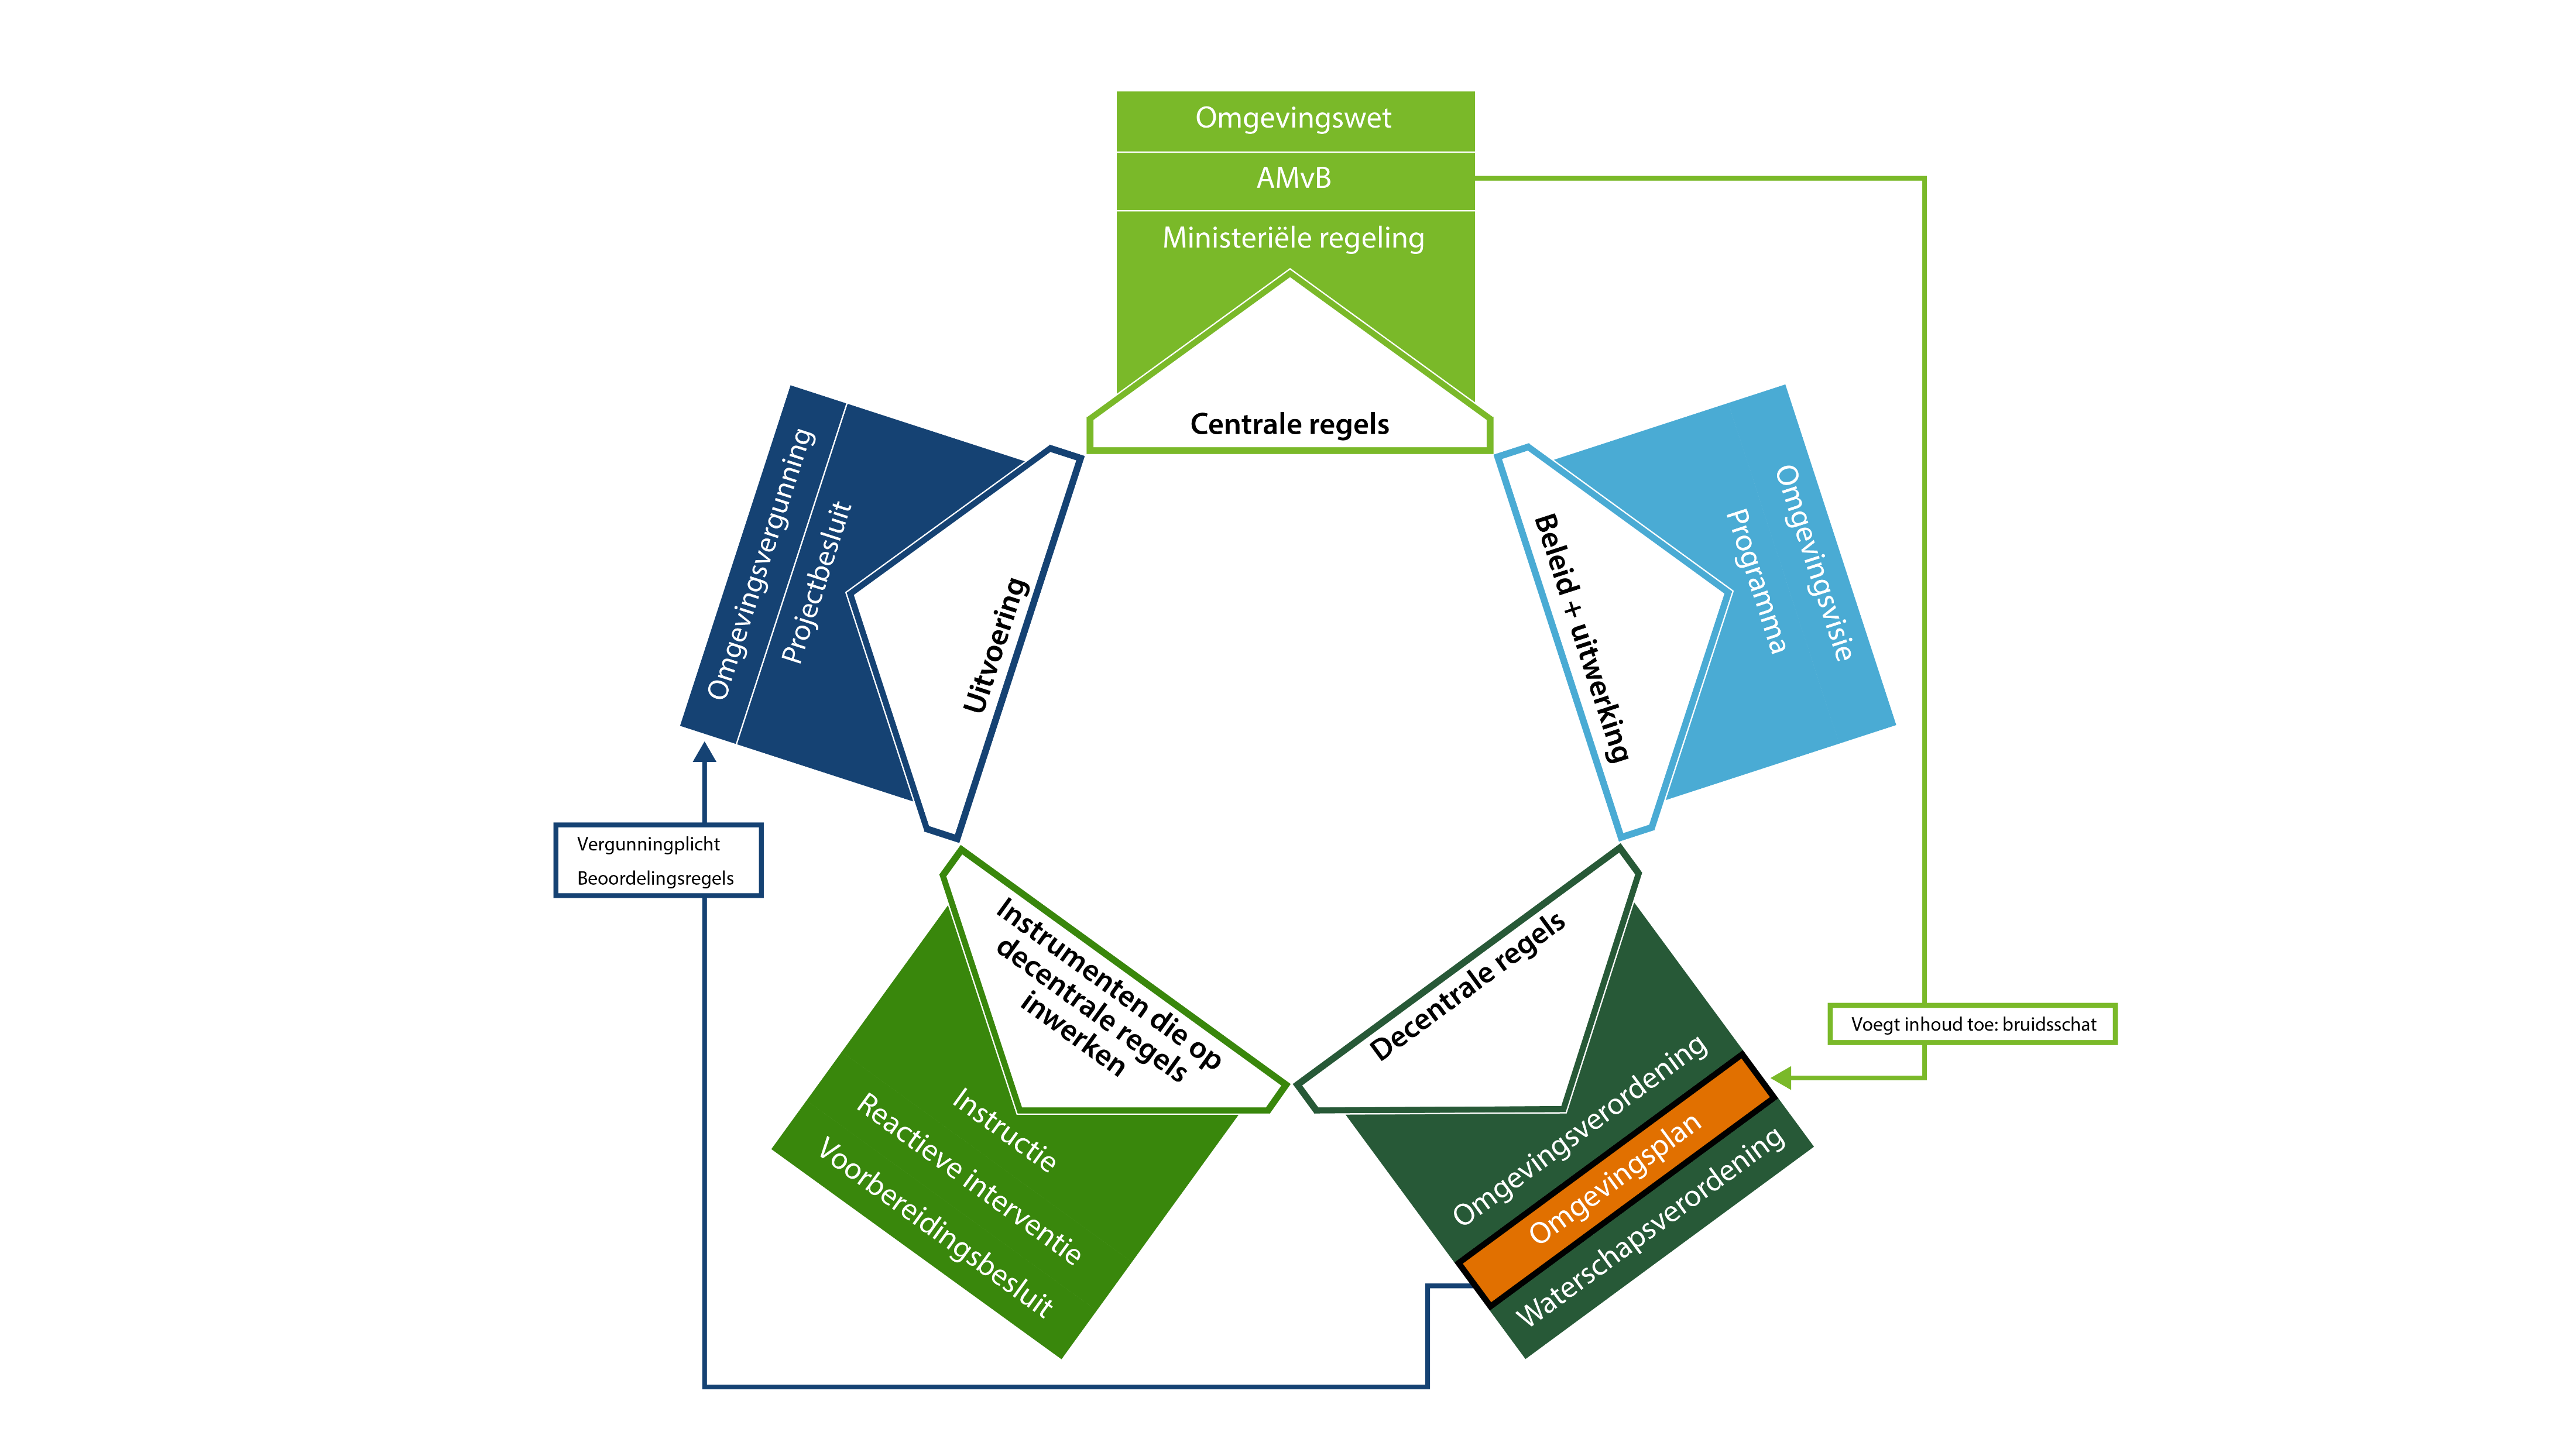 Omgevingswet
AMvB
Ministeriële regeling
Centrale regels
Omgevingsvergunning
Projectbesluit
Uitvoering
Beleid + uitwerking
Programma
Omgevingsvisie
Vergunningplicht
Beoordelingsregels
Instrumenten die op
decentrale regels
inwerken
Instructie
Reactieve interventie
Voorbereidingsbesluit
Decentrale regels
Omgevingsverordening
Omgevingsplan
Waterschapsverordening
Voegt inhoud toe: bruidsschat